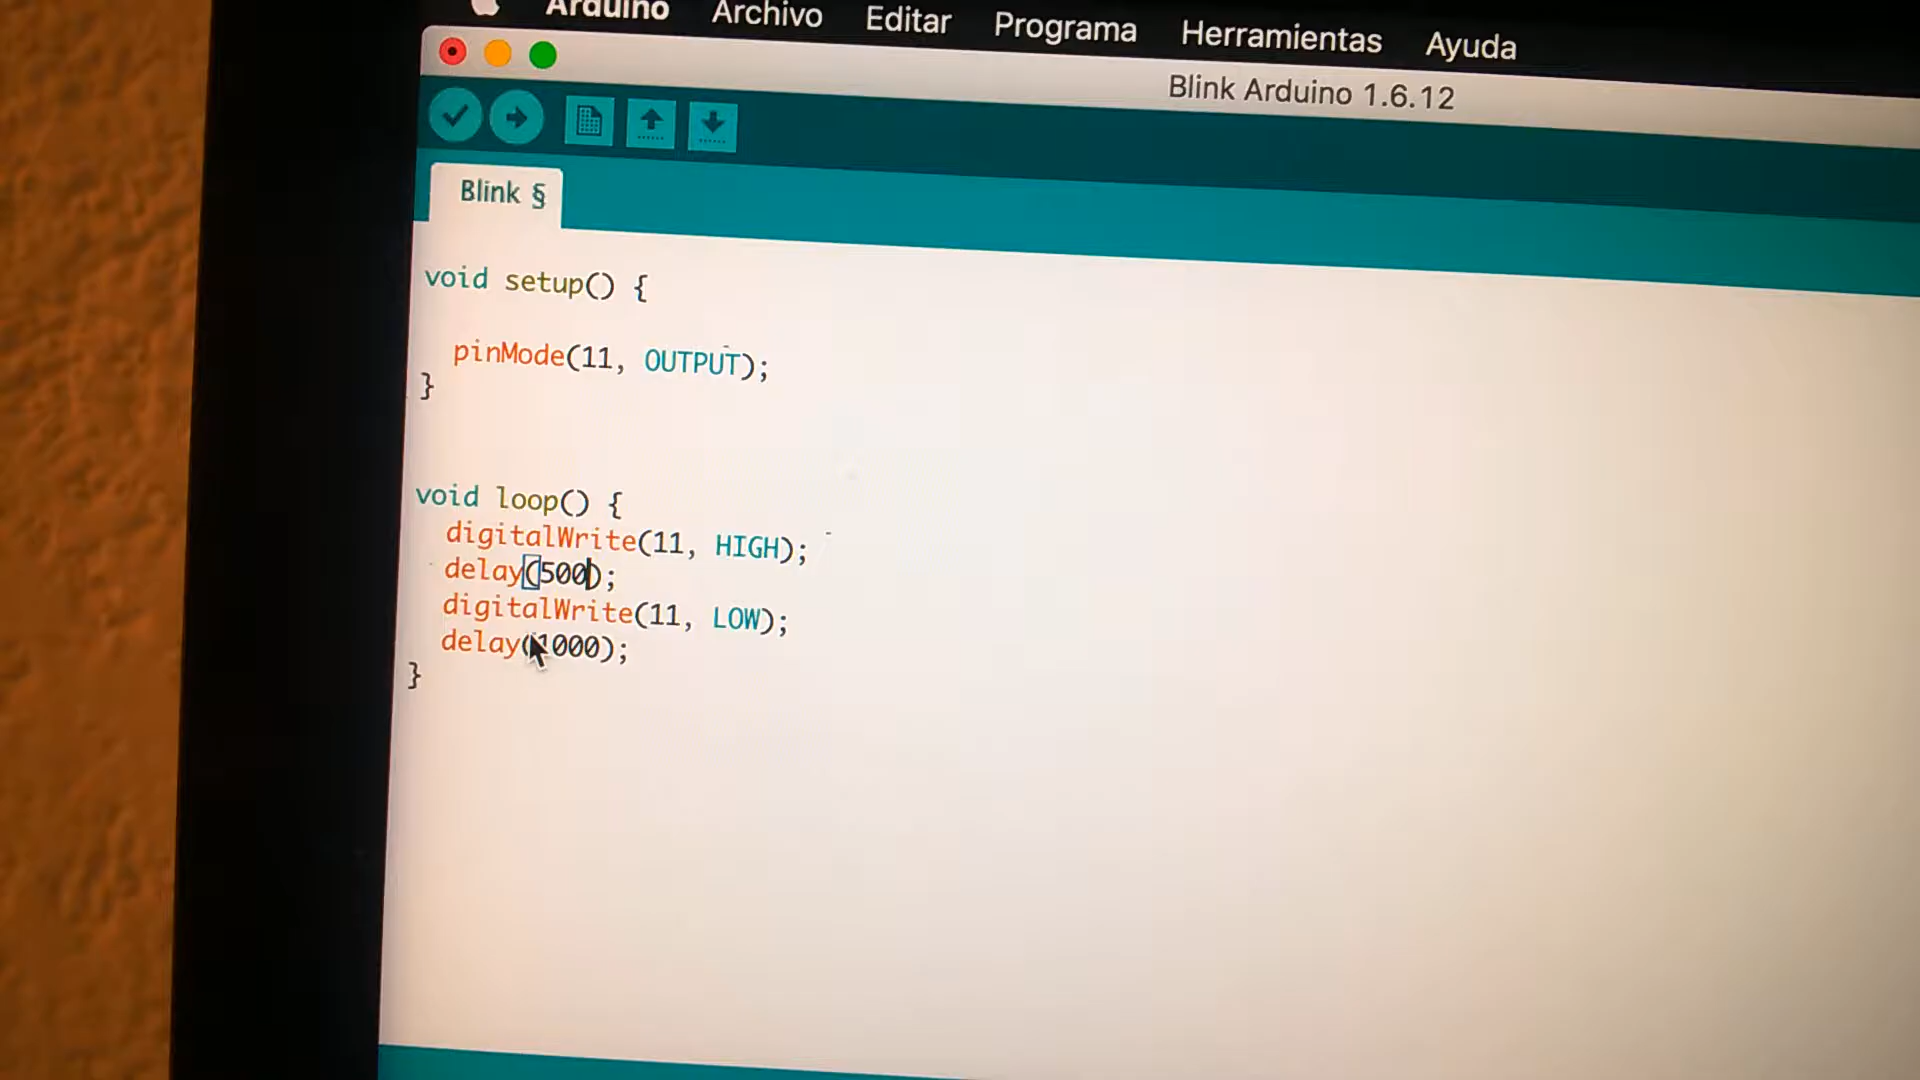 Arduino Archivo Editar Programa Herramientas Ayuda
Blink Arduino 1.6.12
Blink §
void setup() {
pinMode(11, OUTPUT);
}
void loop() {
digitalWrite(11, HIGH);
delay(500);
digitalWrite(11, LOW);
delay(1000);
}